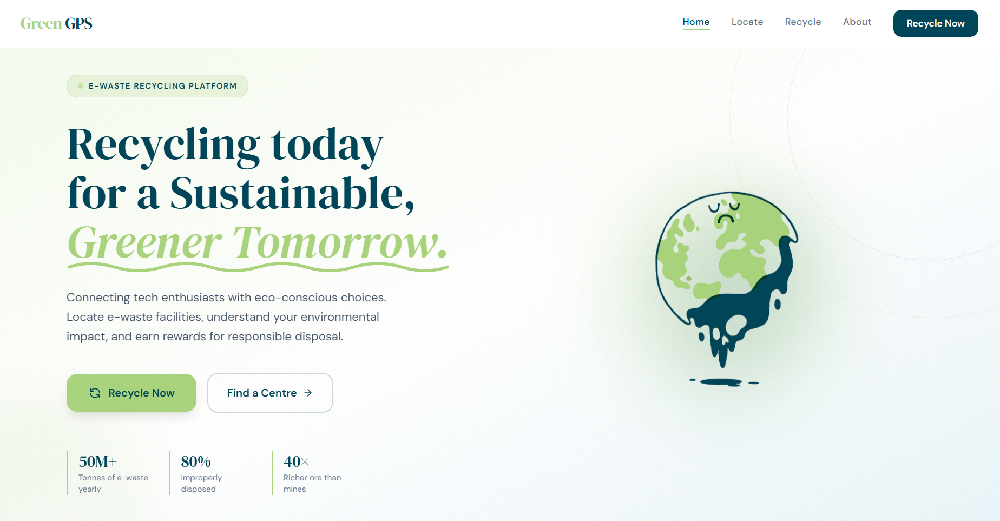 Green GPS
Home
Locate
Recycle
About
Recycle Now
E-WASTE RECYCLING PLATFORM
Recycling today
for a Sustainable,
Greener Tomorrow.
Connecting tech enthusiasts with eco-conscious choices.
Locate e-waste facilities, understand your environmental
impact, and earn rewards for responsible disposal.
Recycle Now
Find a Centre →
50M+
Tonnes of e-waste
yearly
80%
Improperly
disposed
40×
Richer ore than
mines